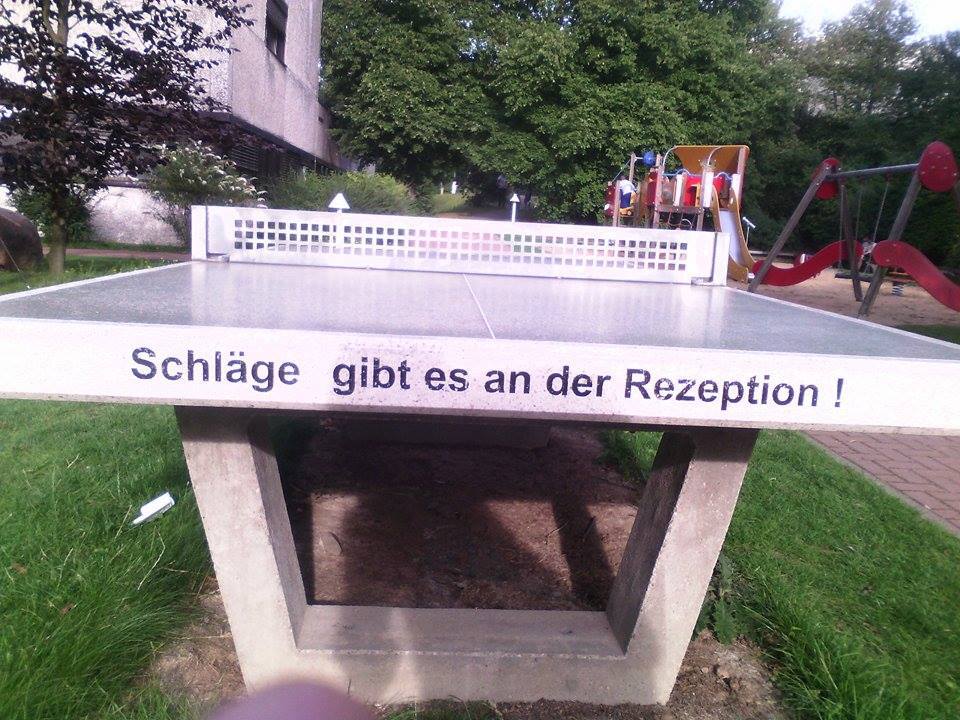 Schläge gibt es an der Rezeption !